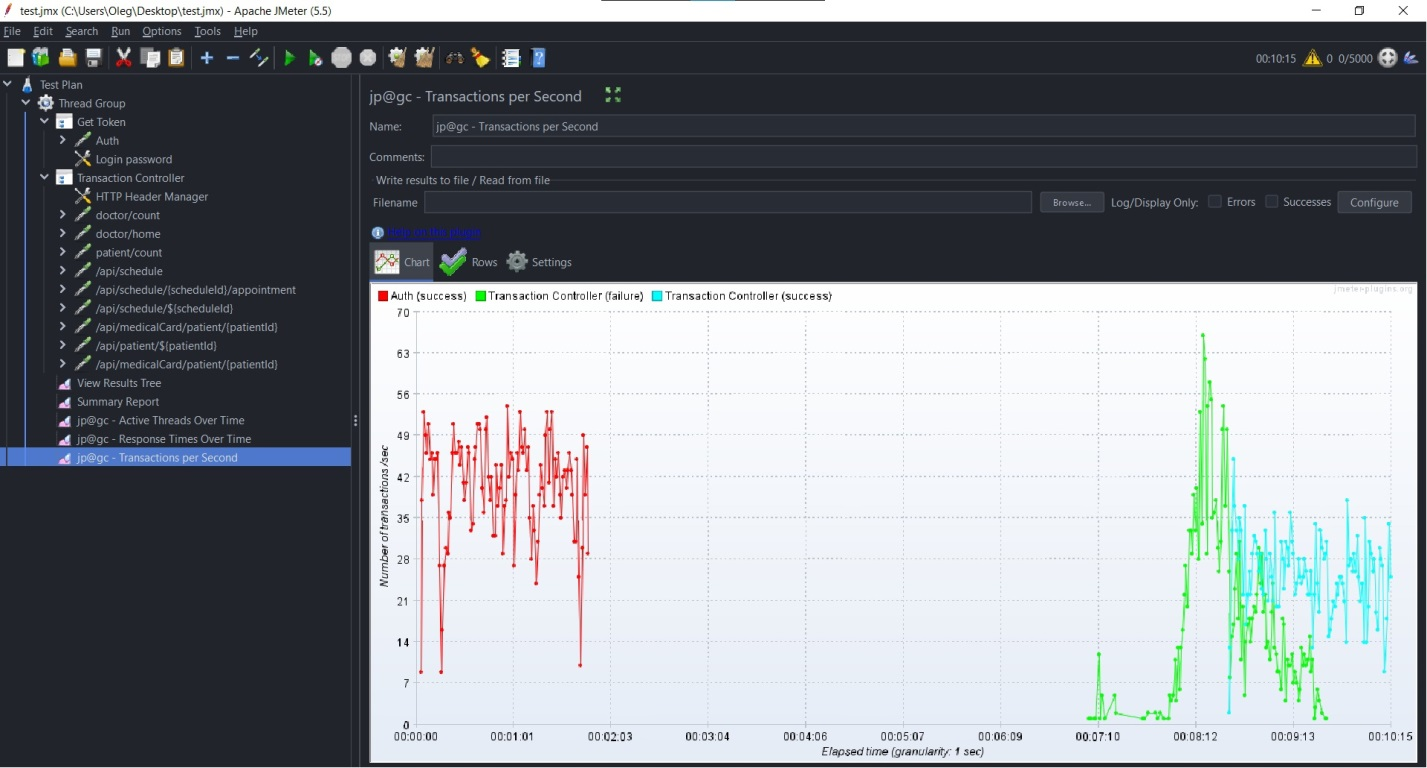 test.jmx (C:\Users\Oleg\Desktop\test.jmx) - Apache JMeter (5.5)
File Edit Search Run Options Tools Help
00:10:15 0 0/5000
Test Plan
Thread Group
Get Token
Auth
Login password
Transaction Controller
HTTP Header Manager
doctor/count
doctor/home
patient/count
/api/schedule
/api/schedule/{scheduleId}/appointment
/api/schedule/${scheduleId}
/api/medicalCard/patient/{patientId}
/api/patient/${patientId}
/api/medicalCard/patient/{patientId}
View Results Tree
Summary Report
jp@gc - Active Threads Over Time
jp@gc - Response Times Over Time
jp@gc - Transactions per Second
jp@gc - Transactions per Second
Name: jp@gc - Transactions per Second
Comments:
Write results to file / Read from file
Filename Browse... Log/Display Only: Errors Successes Configure
Help on this plugin
Chart Rows Settings
Auth (success) Transaction Controller (failure) Transaction Controller (success)
jmeter-plugins.org
70
63
56
49
42
35
28
21
14
7
0
Number of transactions /sec
00:00:00 00:01:01 00:02:03 00:03:04 00:04:06 00:05:07 00:06:09 00:07:10 00:08:12 00:09:13 00:10:15
Elapsed time (granularity: 1 sec)